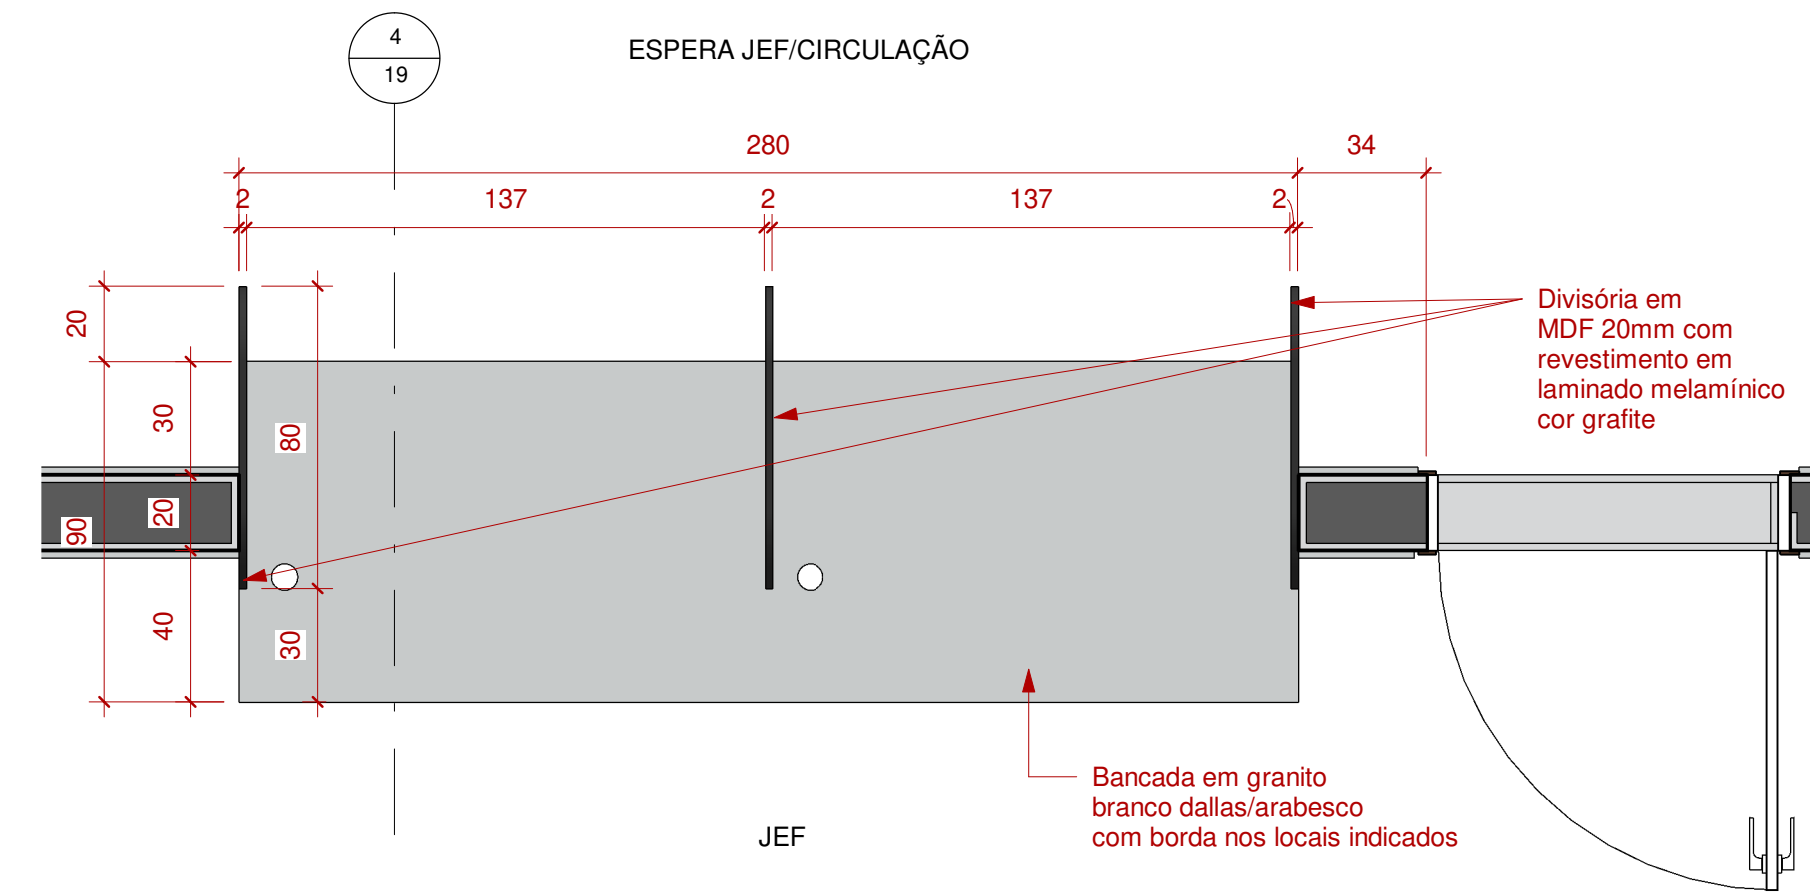 4
19
ESPERA JEF/CIRCULAÇÃO
280
34
2
137
2
137
2
20
30
80
20
90
40
30
Divisória em
MDF 20mm com
revestimento em
laminado melamínico
cor grafite
Bancada em granito
branco dallas/arabesco
com borda nos locais indicados
JEF